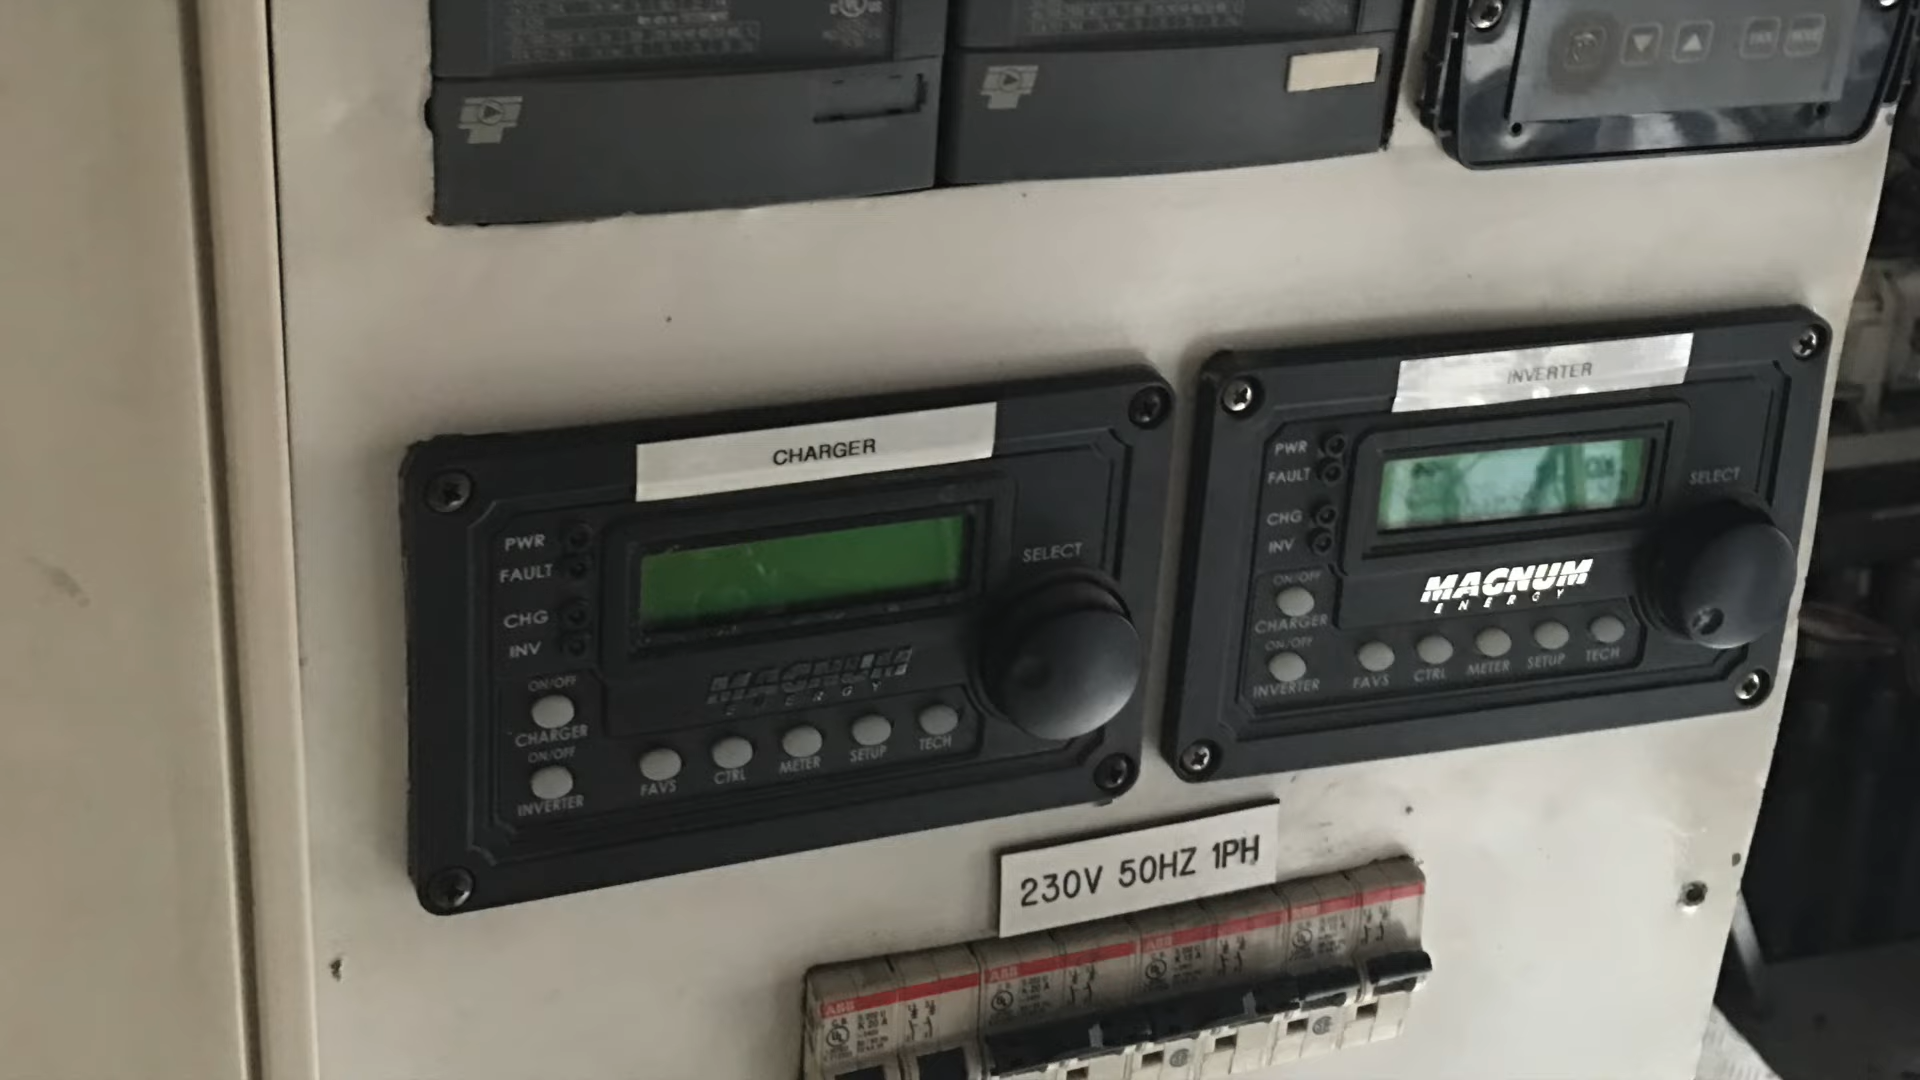 CHARGER
PWR
FAULT
CHG
INV
SELECT
MAGNUM
ENERGY
ON/OFF
CHARGER
ON/OFF
INVERTER
FAVS
CTRL
METER
SETUP
TECH
INVERTER
PWR
FAULT
CHG
INV
SELECT
MAGNUM
ENERGY
ON/OFF
CHARGER
ON/OFF
INVERTER
FAVS
CTRL
METER
SETUP
TECH
230V 50HZ 1PH
ABB
ABB
ABB